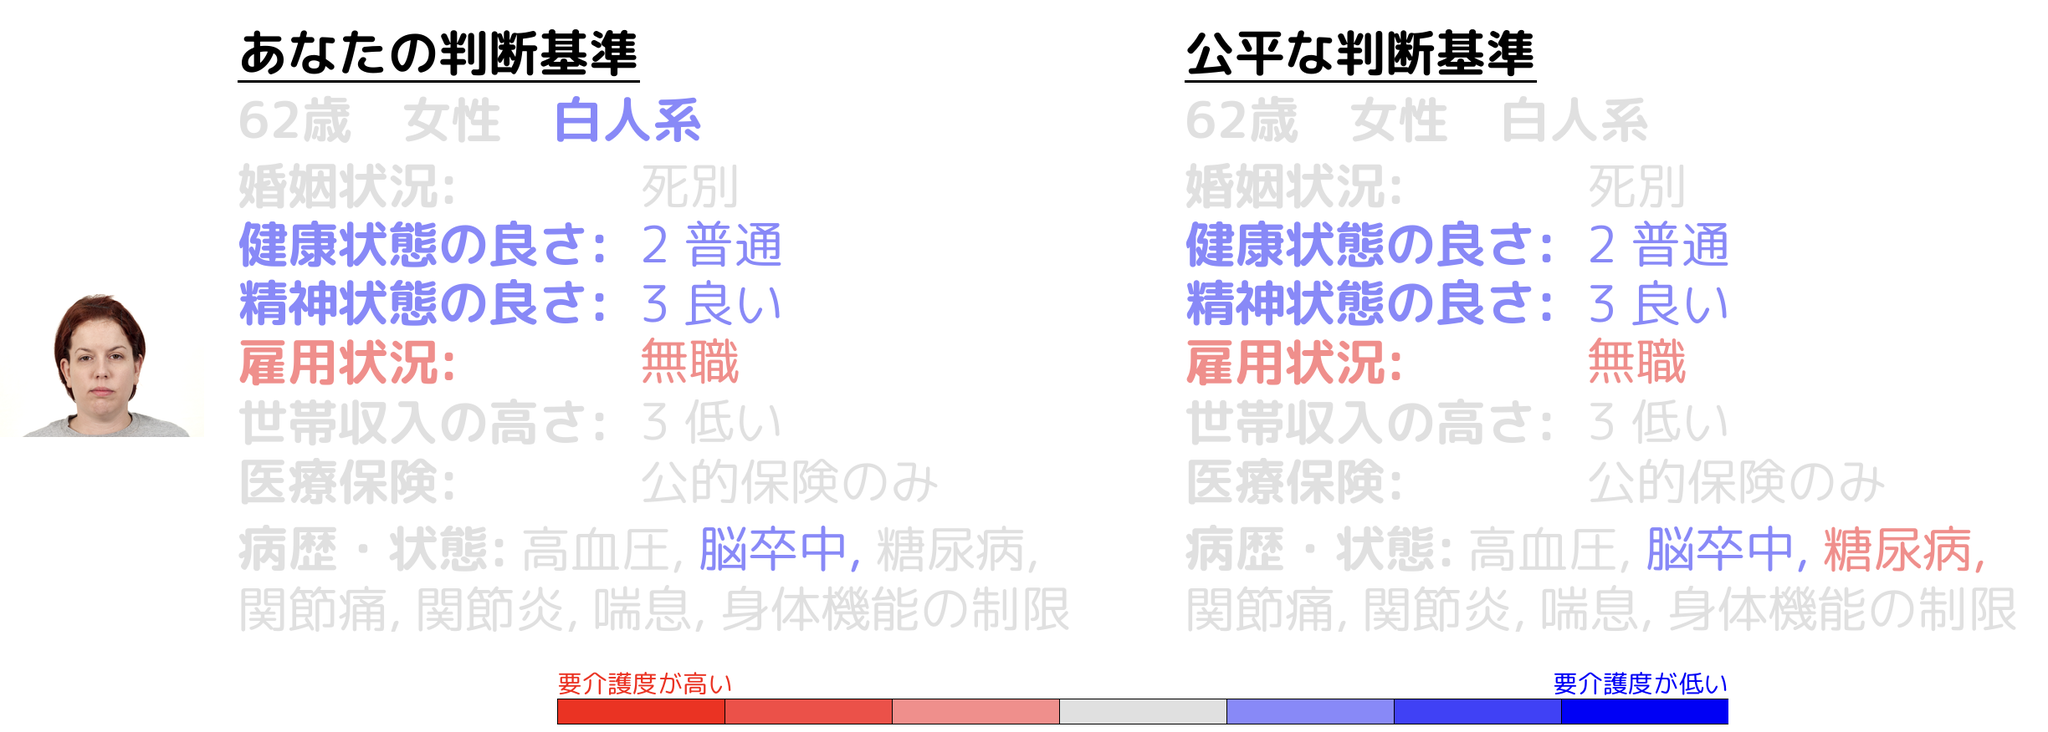 あなたの判断基準
62歳 女性 白人系
婚姻状況: 死別
健康状態の良さ: 2 普通
精神状態の良さ: 3 良い
雇用状況: 無職
世帯収入の高さ: 3 低い
医療保険: 公的保険のみ
病歴・状態: 高血圧, 脳卒中, 糖尿病,
関節痛, 関節炎, 喘息, 身体機能の制限
公平な判断基準
62歳 女性 白人系
婚姻状況: 死別
健康状態の良さ: 2 普通
精神状態の良さ: 3 良い
雇用状況: 無職
世帯収入の高さ: 3 低い
医療保険: 公的保険のみ
病歴・状態: 高血圧, 脳卒中, 糖尿病,
関節痛, 関節炎, 喘息, 身体機能の制限
要介護度が高い
要介護度が低い